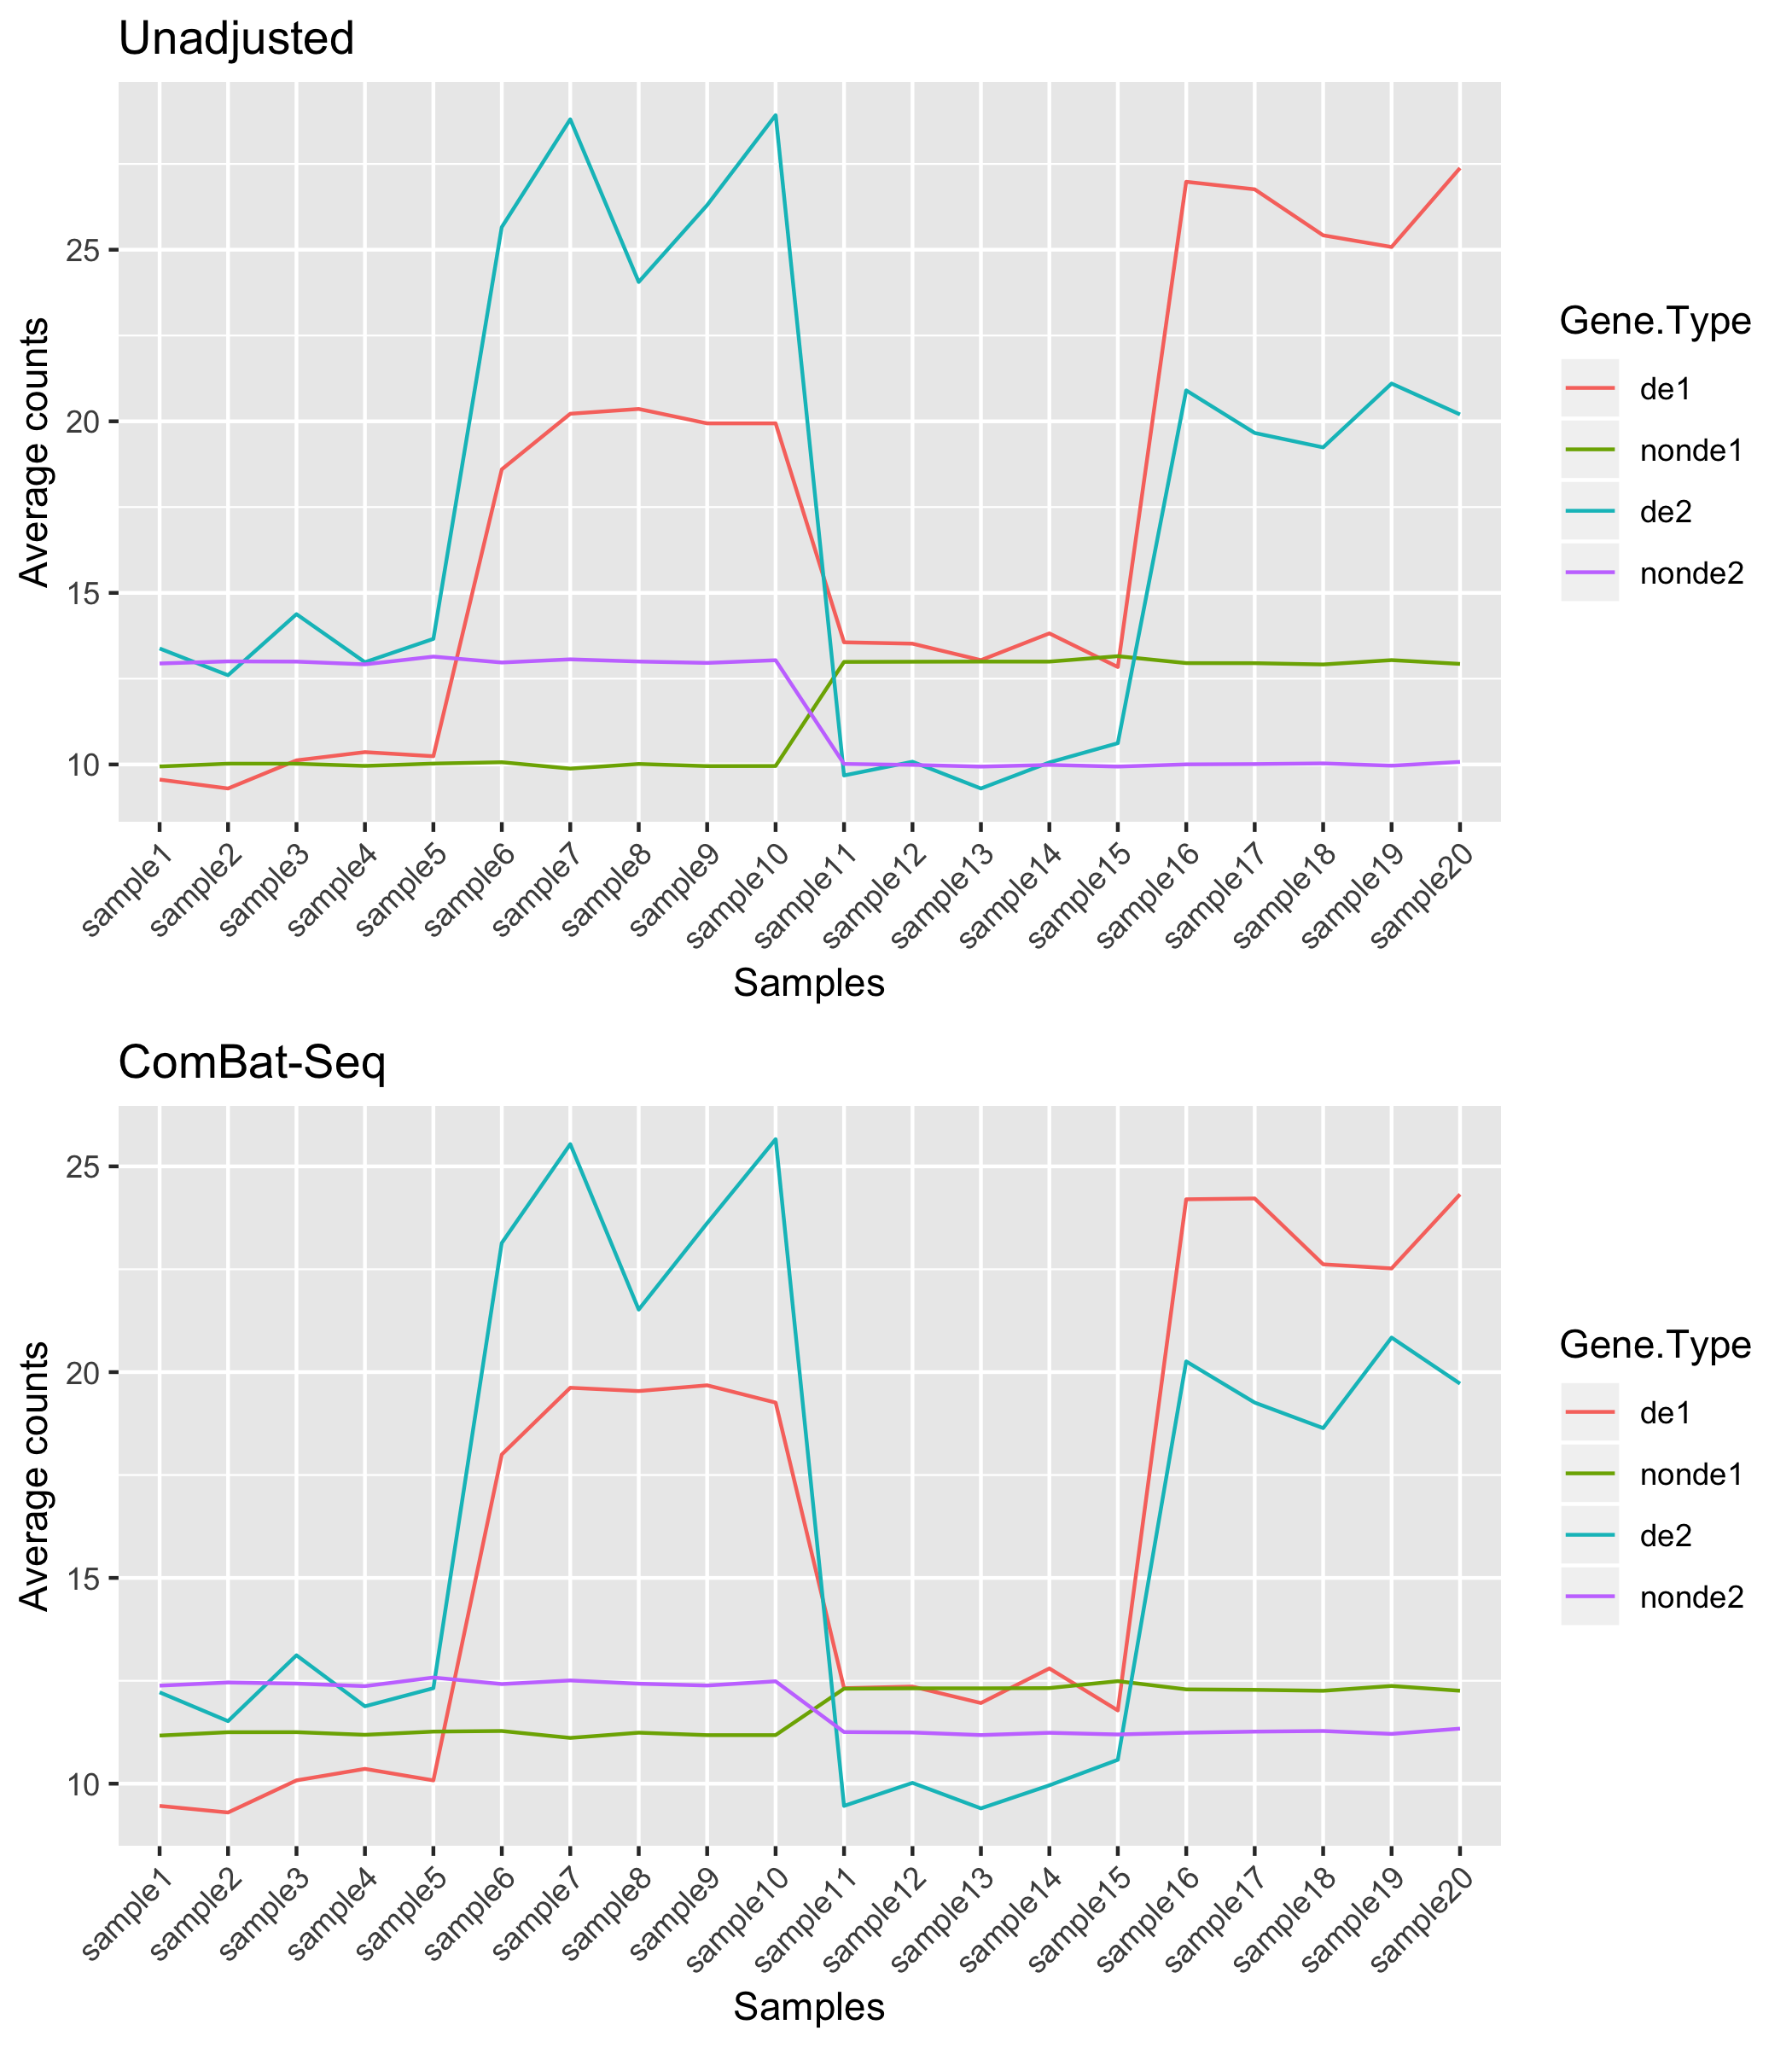 Unadjusted
Average counts
25
20
15
10
sample1
sample2
sample3
sample4
sample5
sample6
sample7
sample8
sample9
sample10
sample11
sample12
sample13
sample14
sample15
sample16
sample17
sample18
sample19
sample20
Samples
Gene.Type
de1
nonde1
de2
nonde2
ComBat-Seq
Average counts
25
20
15
10
sample1
sample2
sample3
sample4
sample5
sample6
sample7
sample8
sample9
sample10
sample11
sample12
sample13
sample14
sample15
sample16
sample17
sample18
sample19
sample20
Samples
Gene.Type
de1
nonde1
de2
nonde2